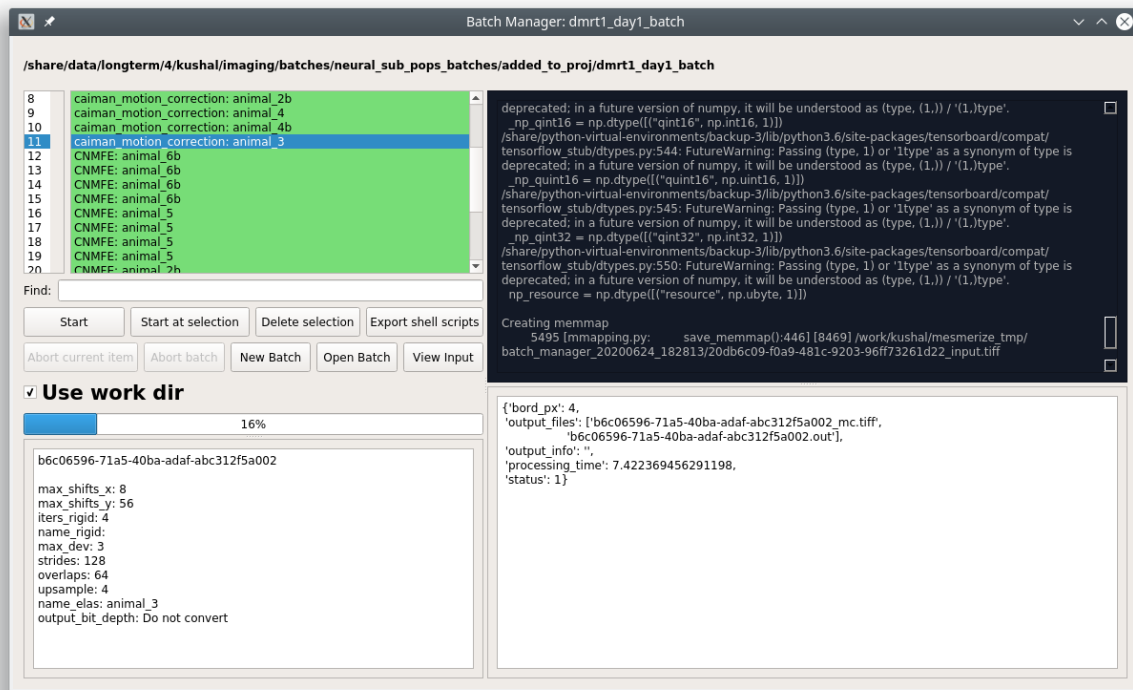 Batch Manager: dmrt1_day1_batch
/share/data/longterm/4/kushal/imaging/batches/neural_sub_pops_batches/added_to_proj/dmrt1_day1_batch
8 caiman_motion_correction: animal_2b
9 caiman_motion_correction: animal_4
10 caiman_motion_correction: animal_4b
11 caiman_motion_correction: animal_3
12 CNMFE: animal_6b
13 CNMFE: animal_6b
14 CNMFE: animal_6b
15 CNMFE: animal_6b
16 CNMFE: animal_5
17 CNMFE: animal_5
18 CNMFE: animal_5
19 CNMFE: animal_5
20 CNMFE: animal_2b
Find:
Start Start at selection Delete selection Export shell scripts
Abort current item Abort batch New Batch Open Batch View Input
Use work dir
16%
b6c06596-71a5-40ba-adaf-abc312f5a002
max_shifts_x: 8
max_shifts_y: 56
iters_rigid: 4
name_rigid:
max_dev: 3
strides: 128
overlaps: 64
upsample: 4
name_elas: animal_3
output_bit_depth: Do not convert
deprecated; in a future version of numpy, it will be understood as (type, (1,)) / '(1,)type'.
_np_qint16 = np.dtype([("qint16", np.int16, 1)])
/share/python-virtual-environments/backup-3/lib/python3.6/site-packages/tensorboard/compat/
tensorflow_stub/dtypes.py:544: FutureWarning: Passing (type, 1) or '1type' as a synonym of type is
deprecated; in a future version of numpy, it will be understood as (type, (1,)) / '(1,)type'.
_np_quint16 = np.dtype([("quint16", np.uint16, 1)])
/share/python-virtual-environments/backup-3/lib/python3.6/site-packages/tensorboard/compat/
tensorflow_stub/dtypes.py:545: FutureWarning: Passing (type, 1) or '1type' as a synonym of type is
deprecated; in a future version of numpy, it will be understood as (type, (1,)) / '(1,)type'.
_np_qint32 = np.dtype([("qint32", np.int32, 1)])
/share/python-virtual-environments/backup-3/lib/python3.6/site-packages/tensorboard/compat/
tensorflow_stub/dtypes.py:550: FutureWarning: Passing (type, 1) or '1type' as a synonym of type is
deprecated; in a future version of numpy, it will be understood as (type, (1,)) / '(1,)type'.
np_resource = np.dtype([("resource", np.ubyte, 1)])
Creating memmap
5495 [mmapping.py: save_memmap():446] [8469] /work/kushal/mesmerize_tmp/
batch_manager_20200624_182813/20db6c09-f0a9-481c-9203-96ff73261d22_input.tiff
{'bord_px': 4,
'output_files': ['b6c06596-71a5-40ba-adaf-abc312f5a002_mc.tiff',
'b6c06596-71a5-40ba-adaf-abc312f5a002.out'],
'output_info': '',
'processing_time': 7.422369456291198,
'status': 1}